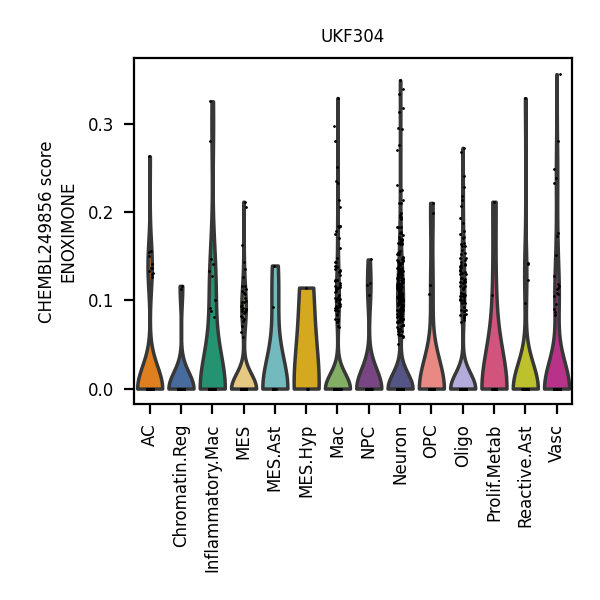 UKF304
CHEMBL249856 score
ENOXIMONE
0.3
0.2
0.1
0.0
AC
Chromatin.Reg
Inflammatory.Mac
MES
MES.Ast
MES.Hyp
Mac
NPC
Neuron
OPC
Oligo
Prolif.Metab
Reactive.Ast
Vasc